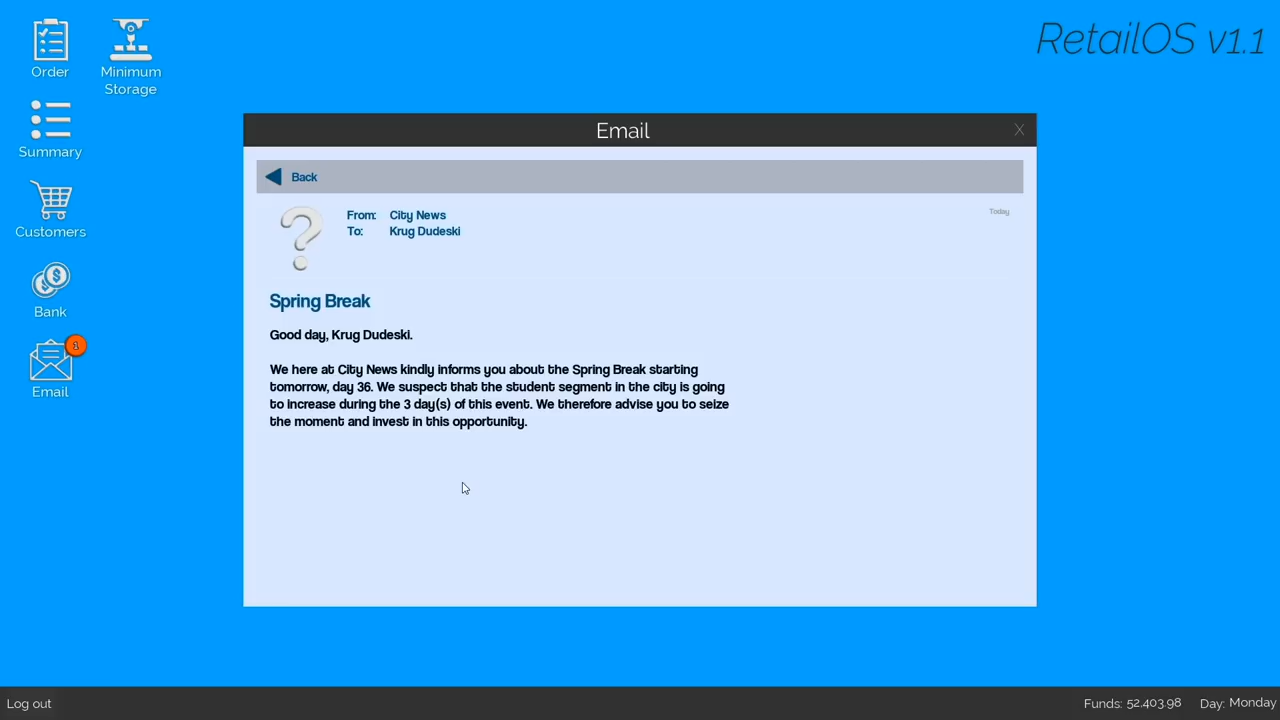 RetailOS v1.1
Order
Minimum
Storage
Summary
Customers
Bank
1
Email
Email
X
Back
From: City News
To: Krug Dudeski
Today
Spring Break
Good day, Krug Dudeski.
We here at City News kindly informs you about the Spring Break starting
tomorrow, day 36. We suspect that the student segment in the city is going
to increase during the 3 day(s) of this event. We therefore advise you to seize
the moment and invest in this opportunity.
Log out
Funds: 52,403.98 Day: Monday